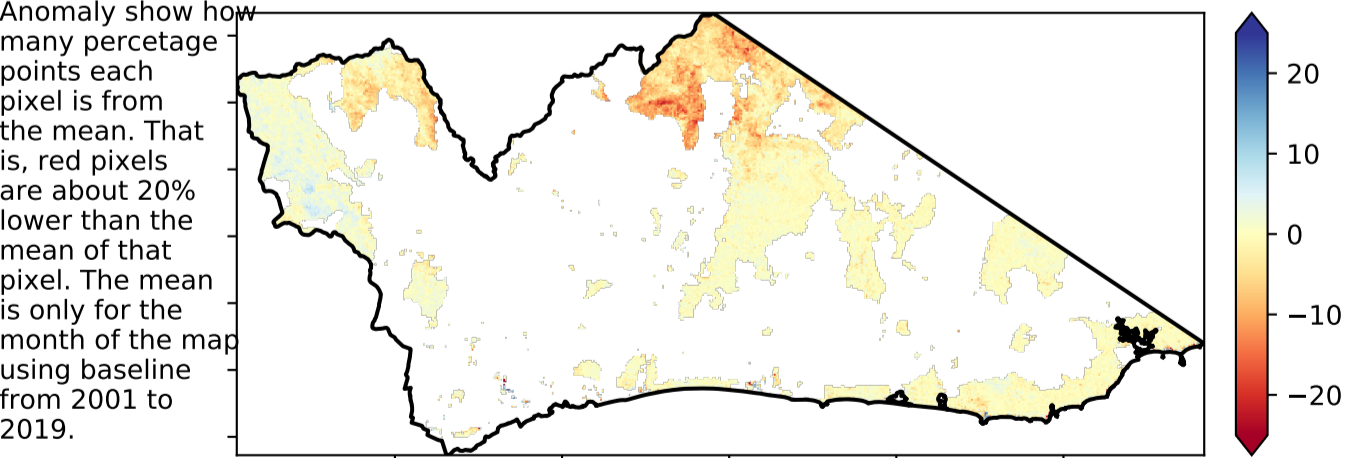 Anomaly show how
many percetage
points each
pixel is from
the mean. That
is, red pixels
are about 20%
lower than the
mean of that
pixel. The mean
is only for the
month of the map
using baseline
from 2001 to
2019.
20
10
0
−10
−20